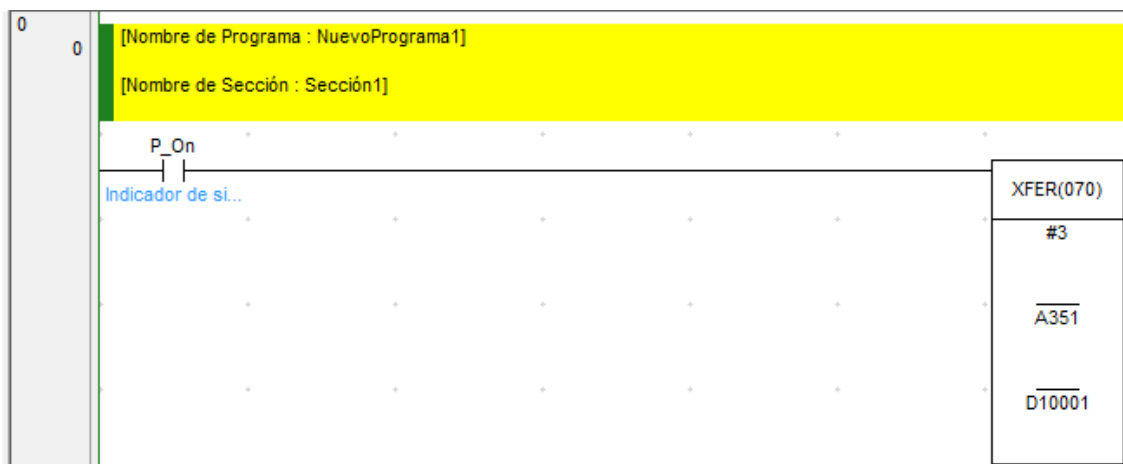 0
0
[Nombre de Programa : NuevoPrograma1]
[Nombre de Sección : Sección1]
P_On
Indicador de si...
XFER(070)
#3
A351
D10001